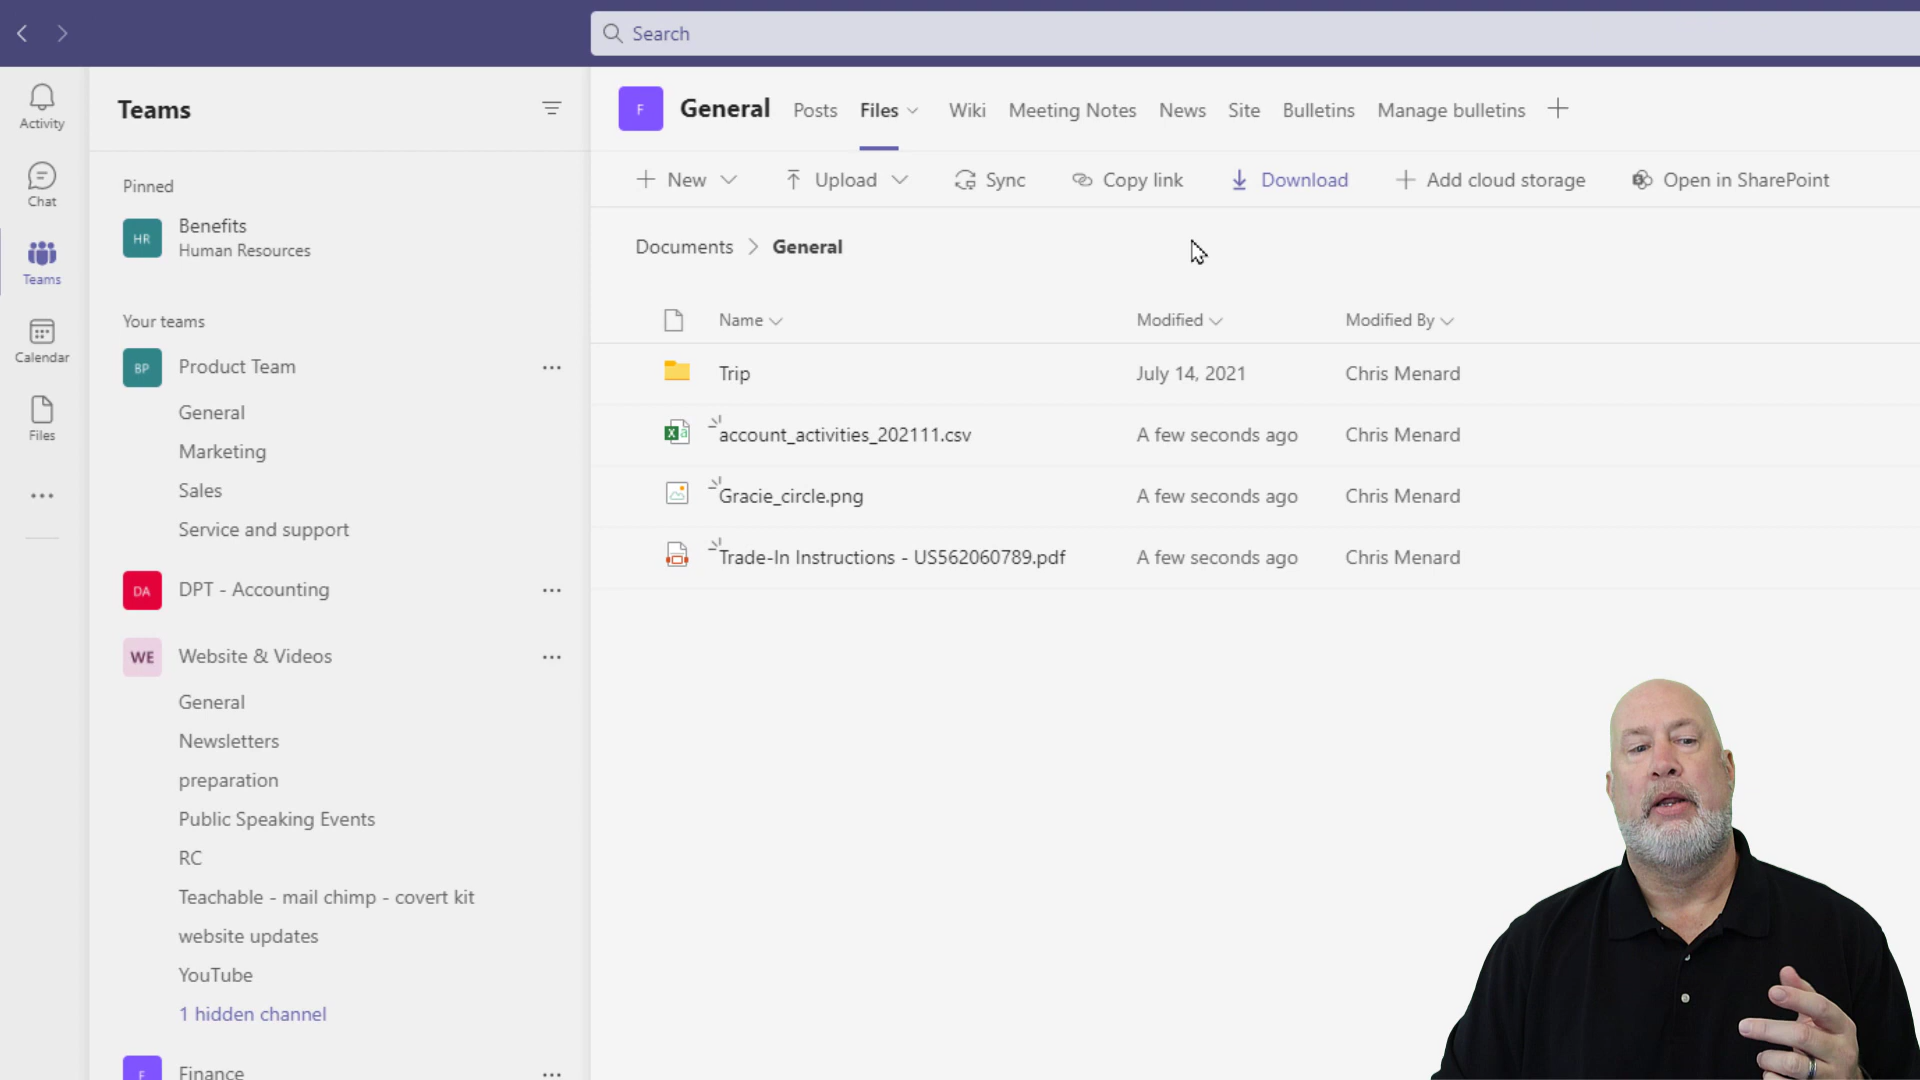 Search
Activity
Chat
Teams
Calendar
Files
Teams
Pinned
HR
Benefits
Human Resources
Your teams
BP
Product Team
General
Marketing
Sales
Service and support
DA
DPT - Accounting
WE
Website & Videos
General
Newsletters
preparation
Public Speaking Events
RC
Teachable - mail chimp - covert kit
website updates
YouTube
1 hidden channel
F
Finance
F
General Posts Files Wiki Meeting Notes News Site Bulletins Manage bulletins
New Upload Sync Copy link Download Add cloud storage Open in SharePoint
Documents > General
Name Modified Modified By
Trip July 14, 2021 Chris Menard
account_activities_202111.csv A few seconds ago Chris Menard
Gracie_circle.png A few seconds ago Chris Menard
Trade-In Instructions - US562060789.pdf A few seconds ago Chris Menard